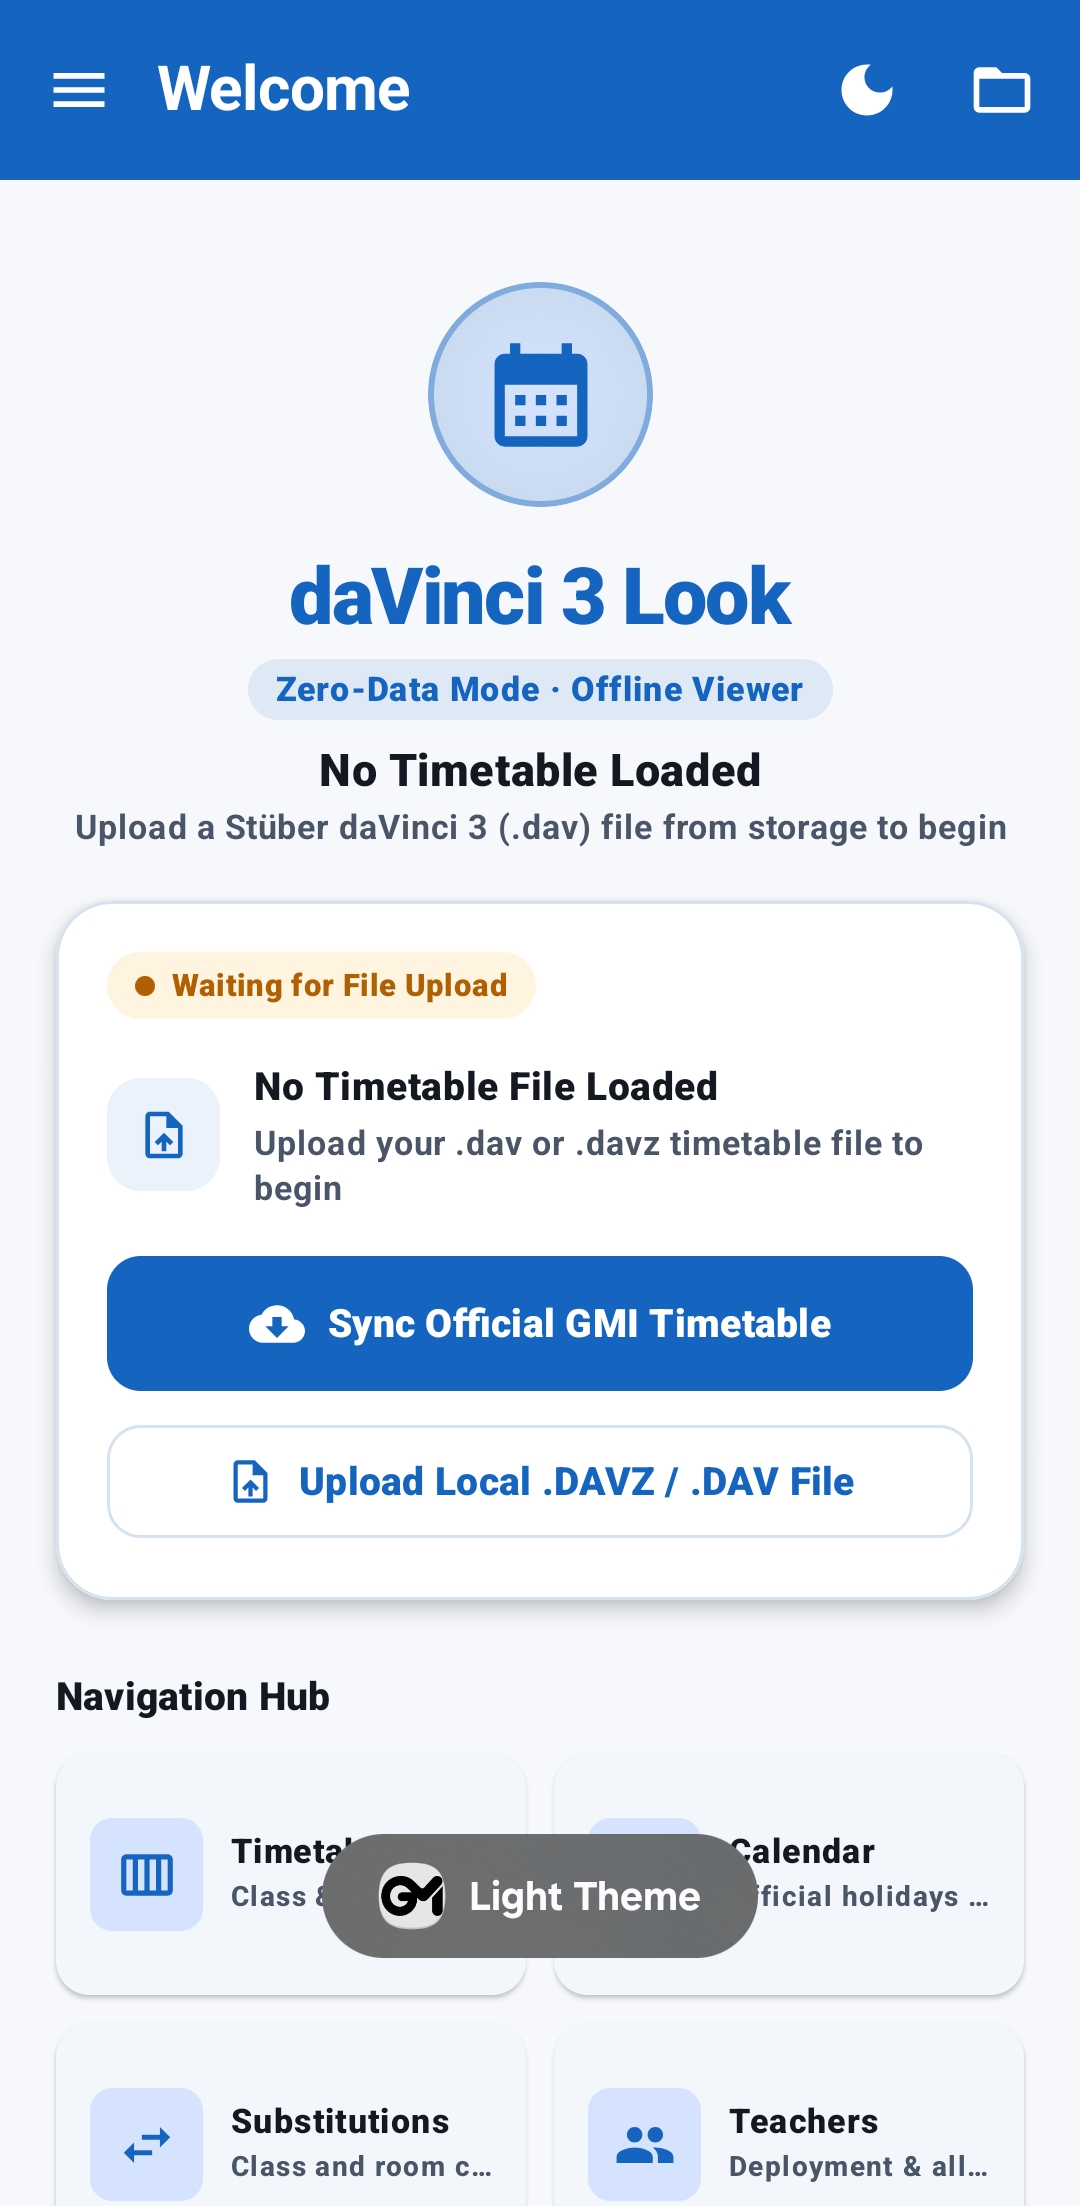 Welcome
daVinci 3 Look
Zero-Data Mode · Offline Viewer
No Timetable Loaded
Upload a Stüber daVinci 3 (.dav) file from storage to begin
Waiting for File Upload
No Timetable File Loaded
Upload your .dav or .davz timetable file to
begin
Sync Official GMI Timetable
Upload Local .DAVZ / .DAV File
Navigation Hub
Calendar
Class
holidays …
GM Light Theme
Substitutions
Class and room c…
Teachers
Deployment & all…